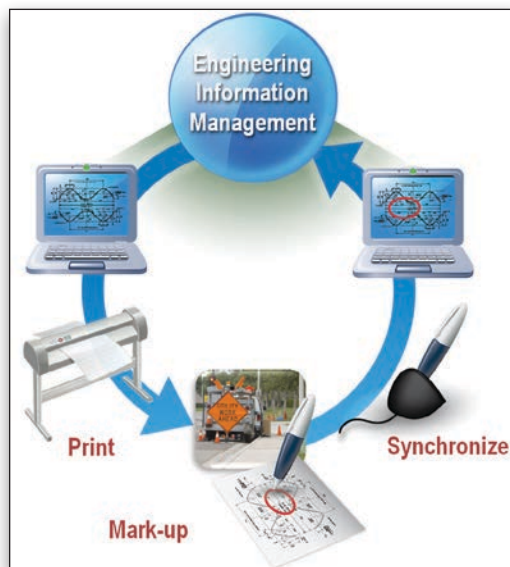 Engineering
Information
Management
Print
Synchronize
Mark-up